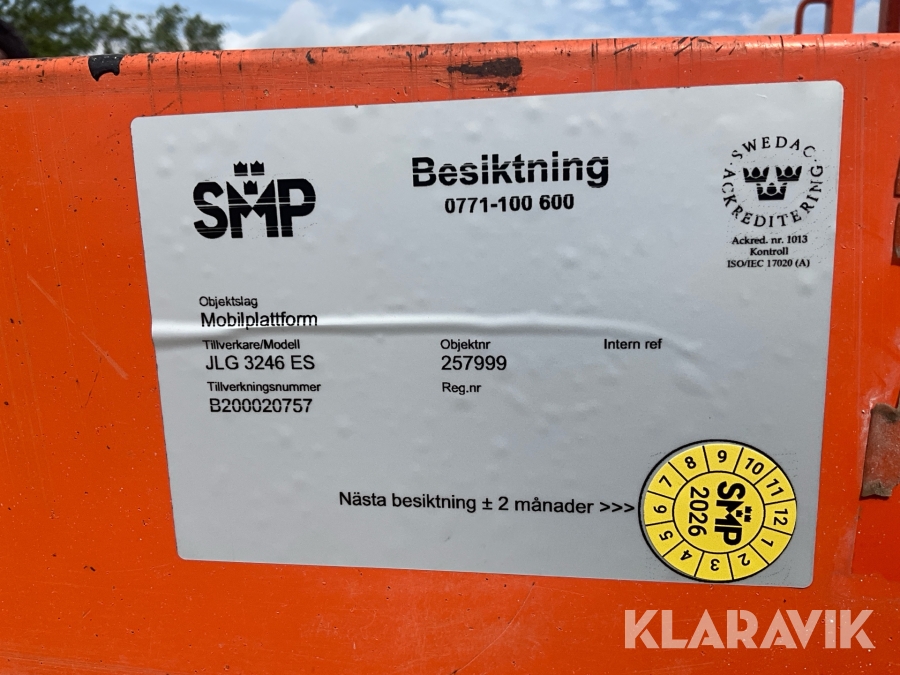 SMP
Besiktning
0771-100 600
SWEDAC
ACKREDITERING
Ackred. nr. 1013
Kontroll
ISO/IEC 17020 (A)
Objektslag
Mobilplattform
Tillverkare/Modell
JLG 3246 ES
Objektnr
257999
Intern ref
Tillverkningsnummer
B200020757
Reg.nr
Nästa besiktning ± 2 månader >>>
1 2 3 4 5 6 7 8 9 10 11 12
SMP
2026
KLARAVIK